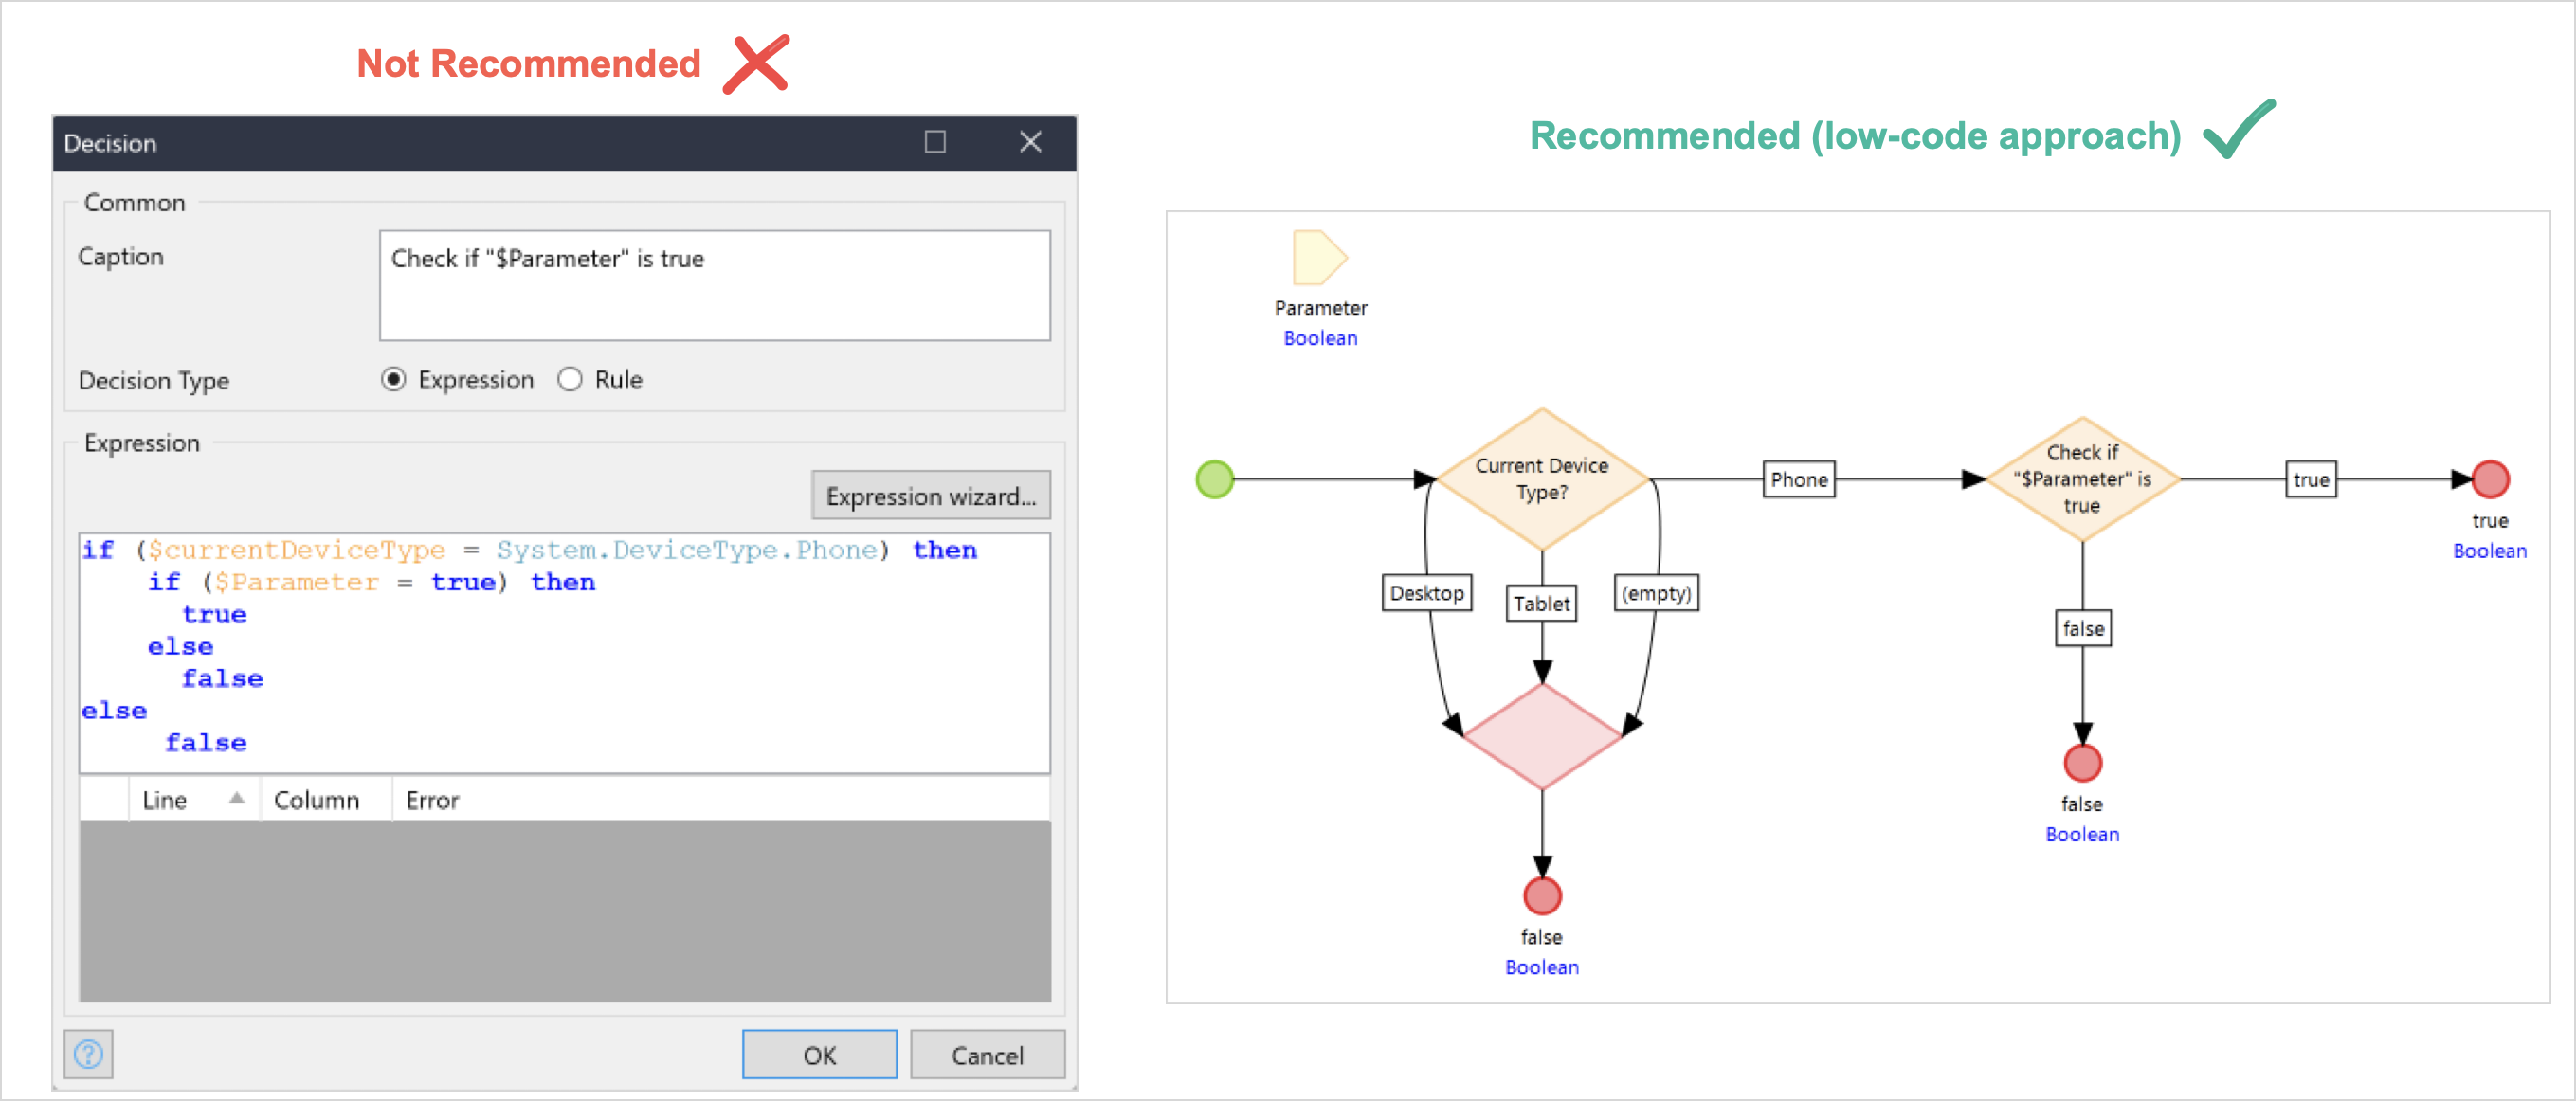 Not Recommended
Decision
Common
Caption
Check if "$Parameter" is true
Decision Type
Expression
Rule
Expression
Expression wizard...
if ($currentDeviceType = System.DeviceType.Phone) then
if ($Parameter = true) then
true
else
false
else
false
Line
Column
Error
?
OK
Cancel
Recommended (low-code approach)
Parameter
Boolean
Current Device
Type?
Phone
Check if
"$Parameter" is
true
true
true
Boolean
Desktop
Tablet
(empty)
false
false
Boolean
false
Boolean